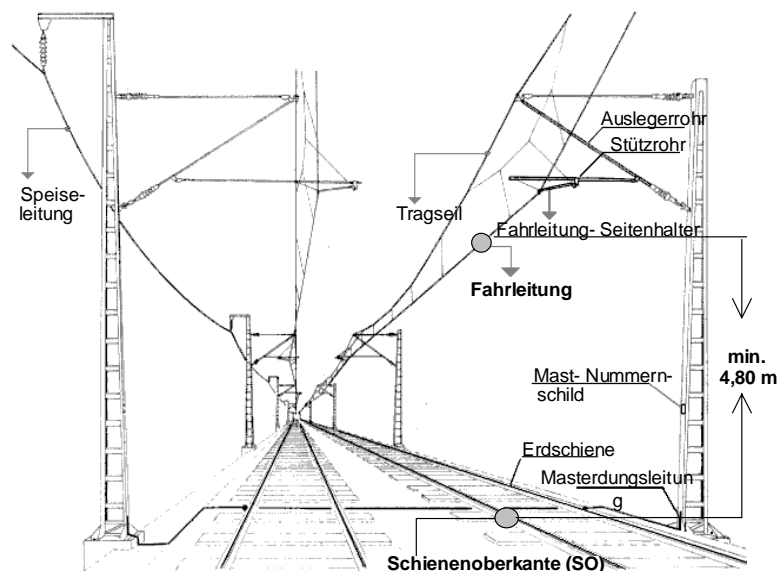 Auslegerrohr
Stützrohr
Speise-
leitung
Tragseil
Fahrleitung- Seitenhalter
Fahrleitung
min.
4,80 m
Mast- Nummern-
schild
Erdschiene
Masterdungsleitun
g
Schienenoberkante (SO)